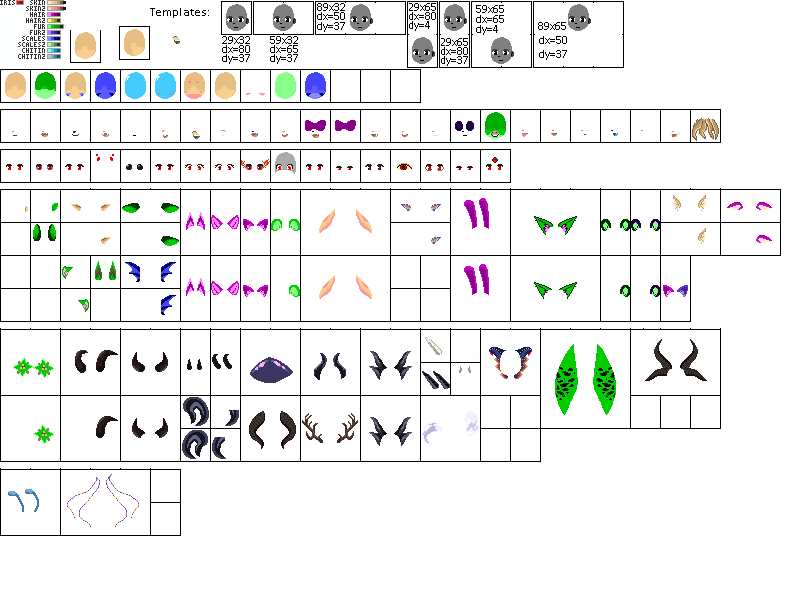 IRIS SKIN
SKIN2
HAIR
HAIR2
FUR
FUR2
SCALES
SCALES2
CHITIN
CHITIN2
Templates:
29x32
dx=80
dy=37
59x32
dx=65
dy=37
89x32
dx=50
dy=37
29x65
dx=80
dy=4
29x65
dx=80
dy=37
59x65
dx=65
dy=4
89x65
dx=50
dy=37